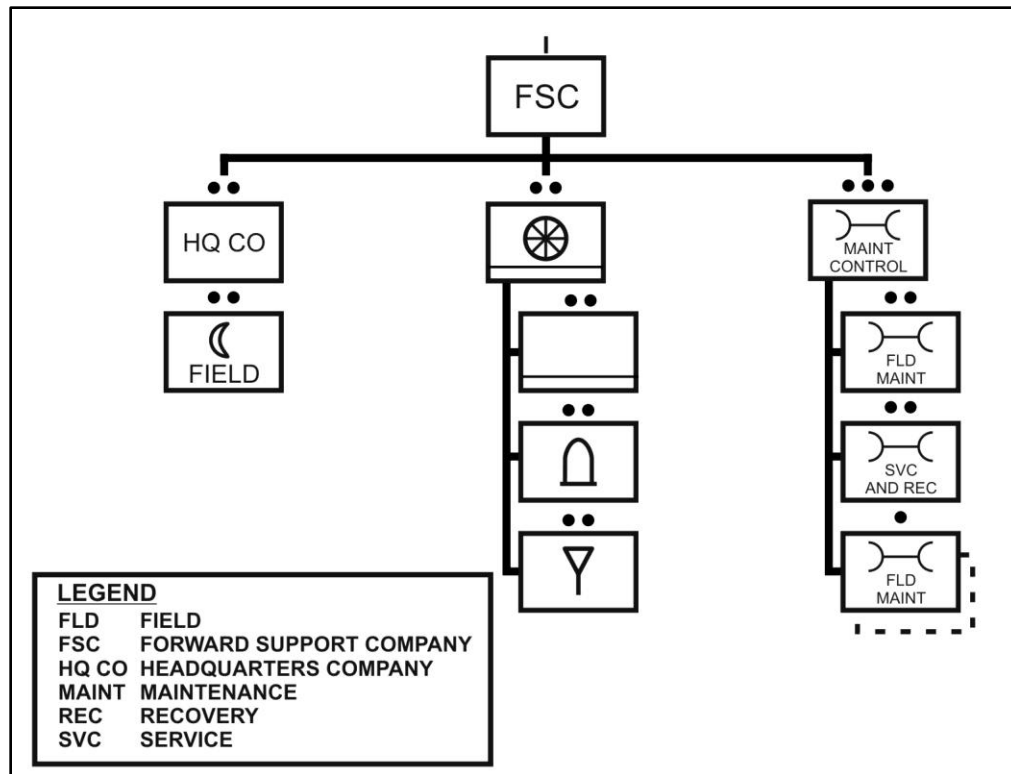 FSC
HQ CO
FIELD
MAINT
CONTROL
FLD
MAINT
SVC
AND REC
FLD
MAINT
LEGEND
FLD FIELD
FSC FORWARD SUPPORT COMPANY
HQ CO HEADQUARTERS COMPANY
MAINT MAINTENANCE
REC RECOVERY
SVC SERVICE